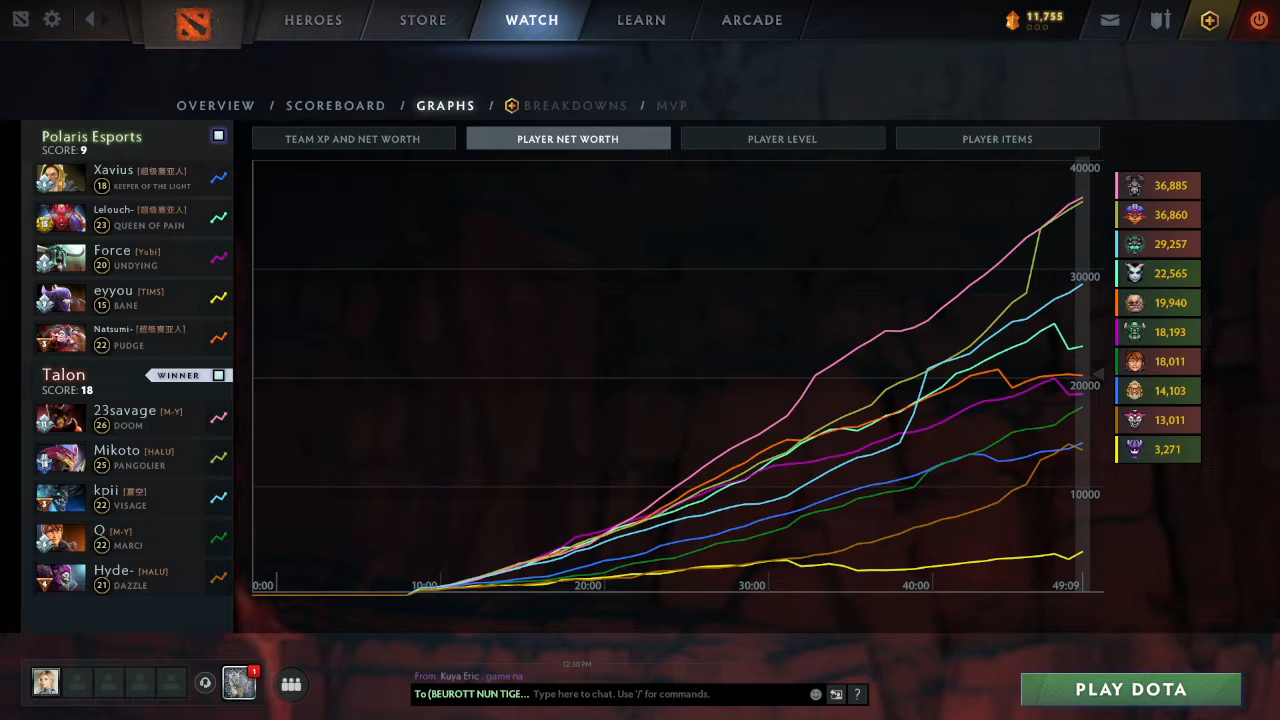 HEROES STORE WATCH LEARN ARCADE 11,755
OVERVIEW / SCOREBOARD / GRAPHS / BREAKDOWNS / MVP
Polaris Esports
SCORE: 9
Xavius [超级赛亚人]
18 KEEPER OF THE LIGHT
Lelouch- [超级赛亚人]
23 QUEEN OF PAIN
Force [Yubi]
20 UNDYING
eyyou [TIMS]
15 BANE
Natsumi- [超级赛亚人]
22 PUDGE
Talon WINNER
SCORE: 18
23savage [M-Y]
26 DOOM
Mikoto [HALU]
25 PANGOLIER
kpii [夏空]
22 VISAGE
Q [M-Y]
22 MARCI
Hyde- [HALU]
21 DAZZLE
TEAM XP AND NET WORTH PLAYER NET WORTH PLAYER LEVEL PLAYER ITEMS
40000
30000
20000
10000
0:00 10:00 20:00 30:00 40:00 49:09
36,885
36,860
29,257
22,565
19,940
18,193
18,011
14,103
13,011
3,271
12:30 PM
From Kuya Eric: game na
To (BEUROTT NUN TIGE... Type here to chat. Use '/' for commands. ?
1
PLAY DOTA